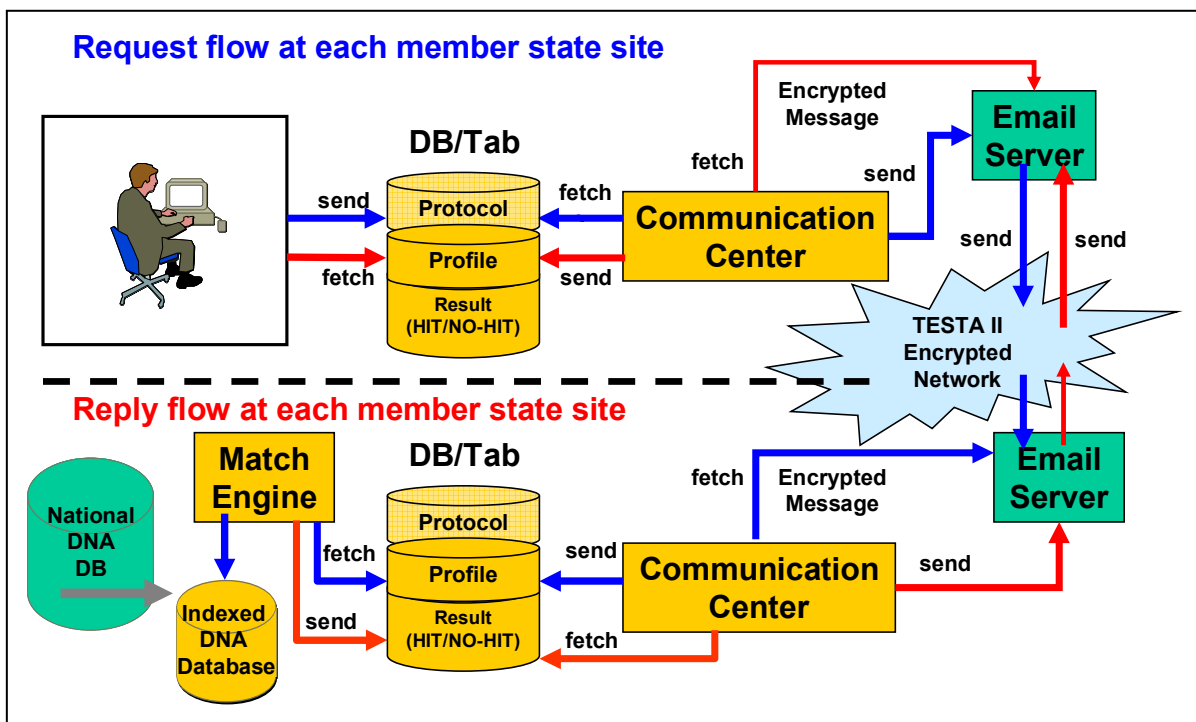 Request flow at each member state site
Encrypted
Message
Email
Server
DB/Tab
fetch
send
send
fetch
Protocol
Communication
Center
send
send
Profile
fetch
send
Result
(HIT/NO-HIT)
TESTA II
Encrypted
Network
Reply flow at each member state site
Match
Engine
DB/Tab
fetch
Encrypted
Message
Email
Server
National
DNA
DB
Protocol
fetch
send
Communication
Center
send
Profile
Indexed
DNA
Database
send
Result
(HIT/NO-HIT)
fetch